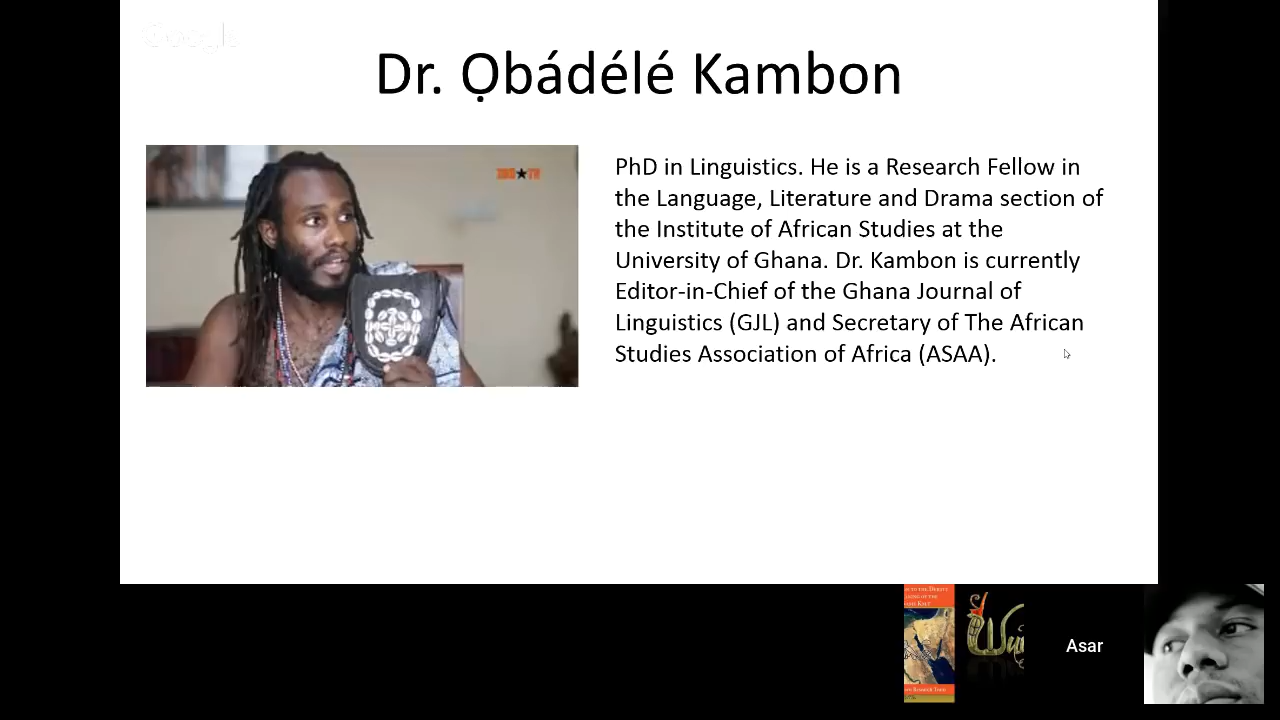 Google
Dr. Ọbádélé Kambon
PhD in Linguistics. He is a Research Fellow in
the Language, Literature and Drama section of
the Institute of African Studies at the
University of Ghana. Dr. Kambon is currently
Editor-in-Chief of the Ghana Journal of
Linguistics (GJL) and Secretary of The African
Studies Association of Africa (ASAA).
Asar